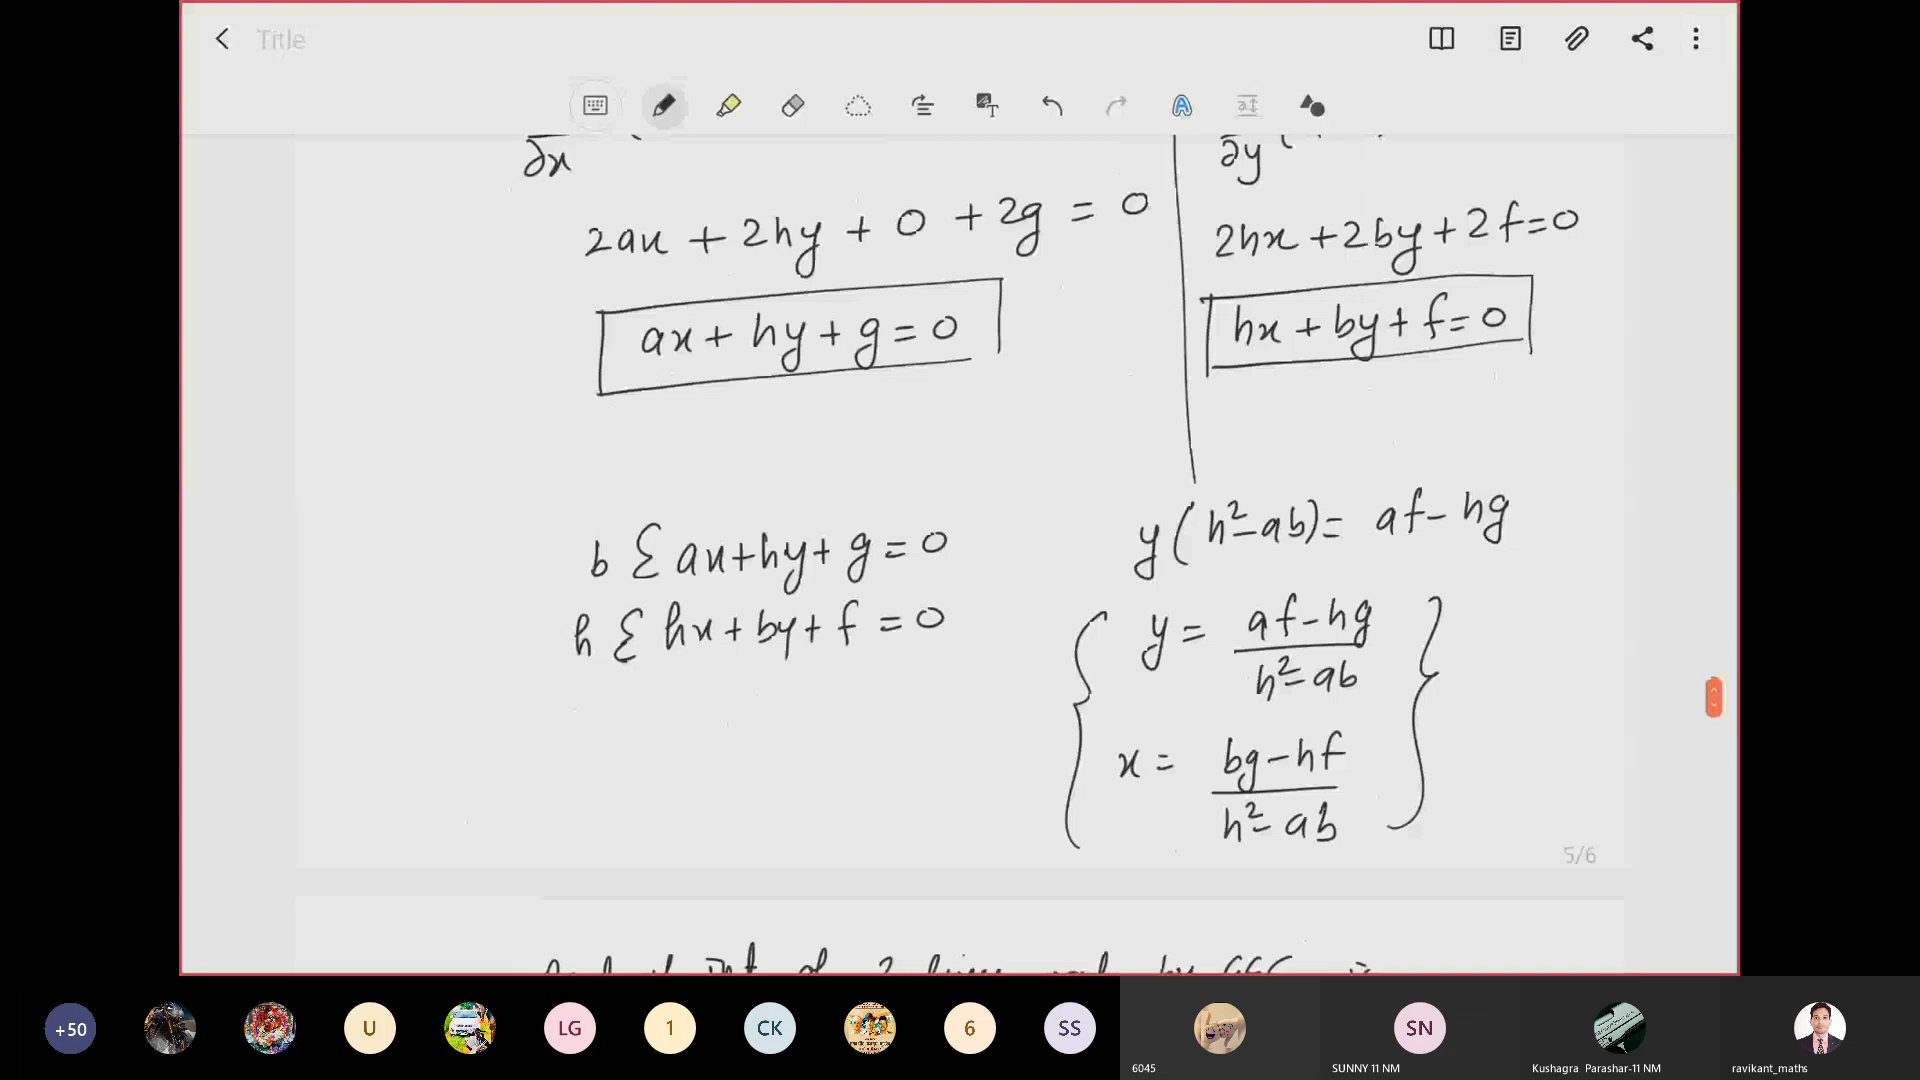 Title
∂x
∂y
2ax + 2hy + 0 + 2g = 0
2hx + 2by + 2f = 0
ax + hy + g = 0
hx + by + f = 0
y(h²-ab) = af - hg
b { ax + hy + g = 0
h { hx + by + f = 0
y = af - hg / h² - ab
x = bg - hf / h² - ab
5/6
+50
U
LG
1
CK
6
SS
SN
6045
SUNNY 11 NM
Kushagra Parashar-11 NM
ravikant_maths